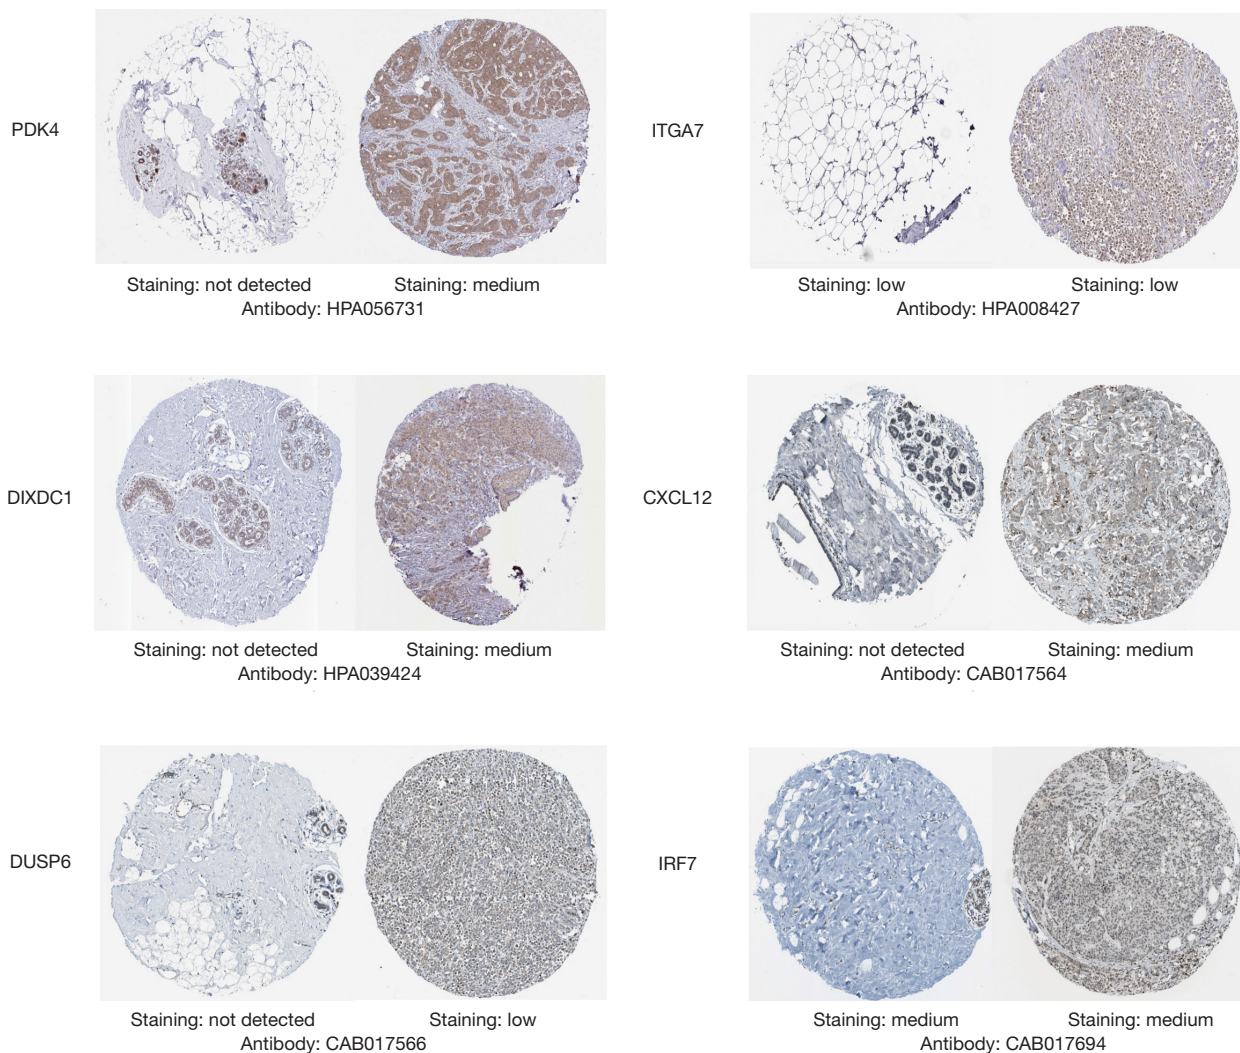 PDK4
Staining: not detected
Staining: medium
Antibody: HPA056731
ITGA7
Staining: low
Staining: low
Antibody: HPA008427
DIXDC1
Staining: not detected
Staining: medium
Antibody: HPA039424
CXCL12
Staining: not detected
Staining: medium
Antibody: CAB017564
DUSP6
Staining: not detected
Staining: low
Antibody: CAB017566
IRF7
Staining: medium
Staining: medium
Antibody: CAB017694